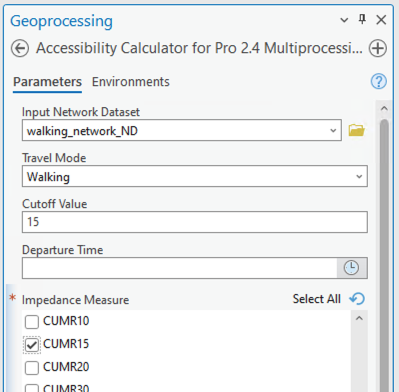 Geoprocessing
Accessibility Calculator for Pro 2.4 Multiprocessi...
Parameters Environments
Input Network Dataset
walking_network_ND
Travel Mode
Walking
Cutoff Value
15
Departure Time
* Impedance Measure Select All
CUMR10
CUMR15
CUMR20
CUMR30